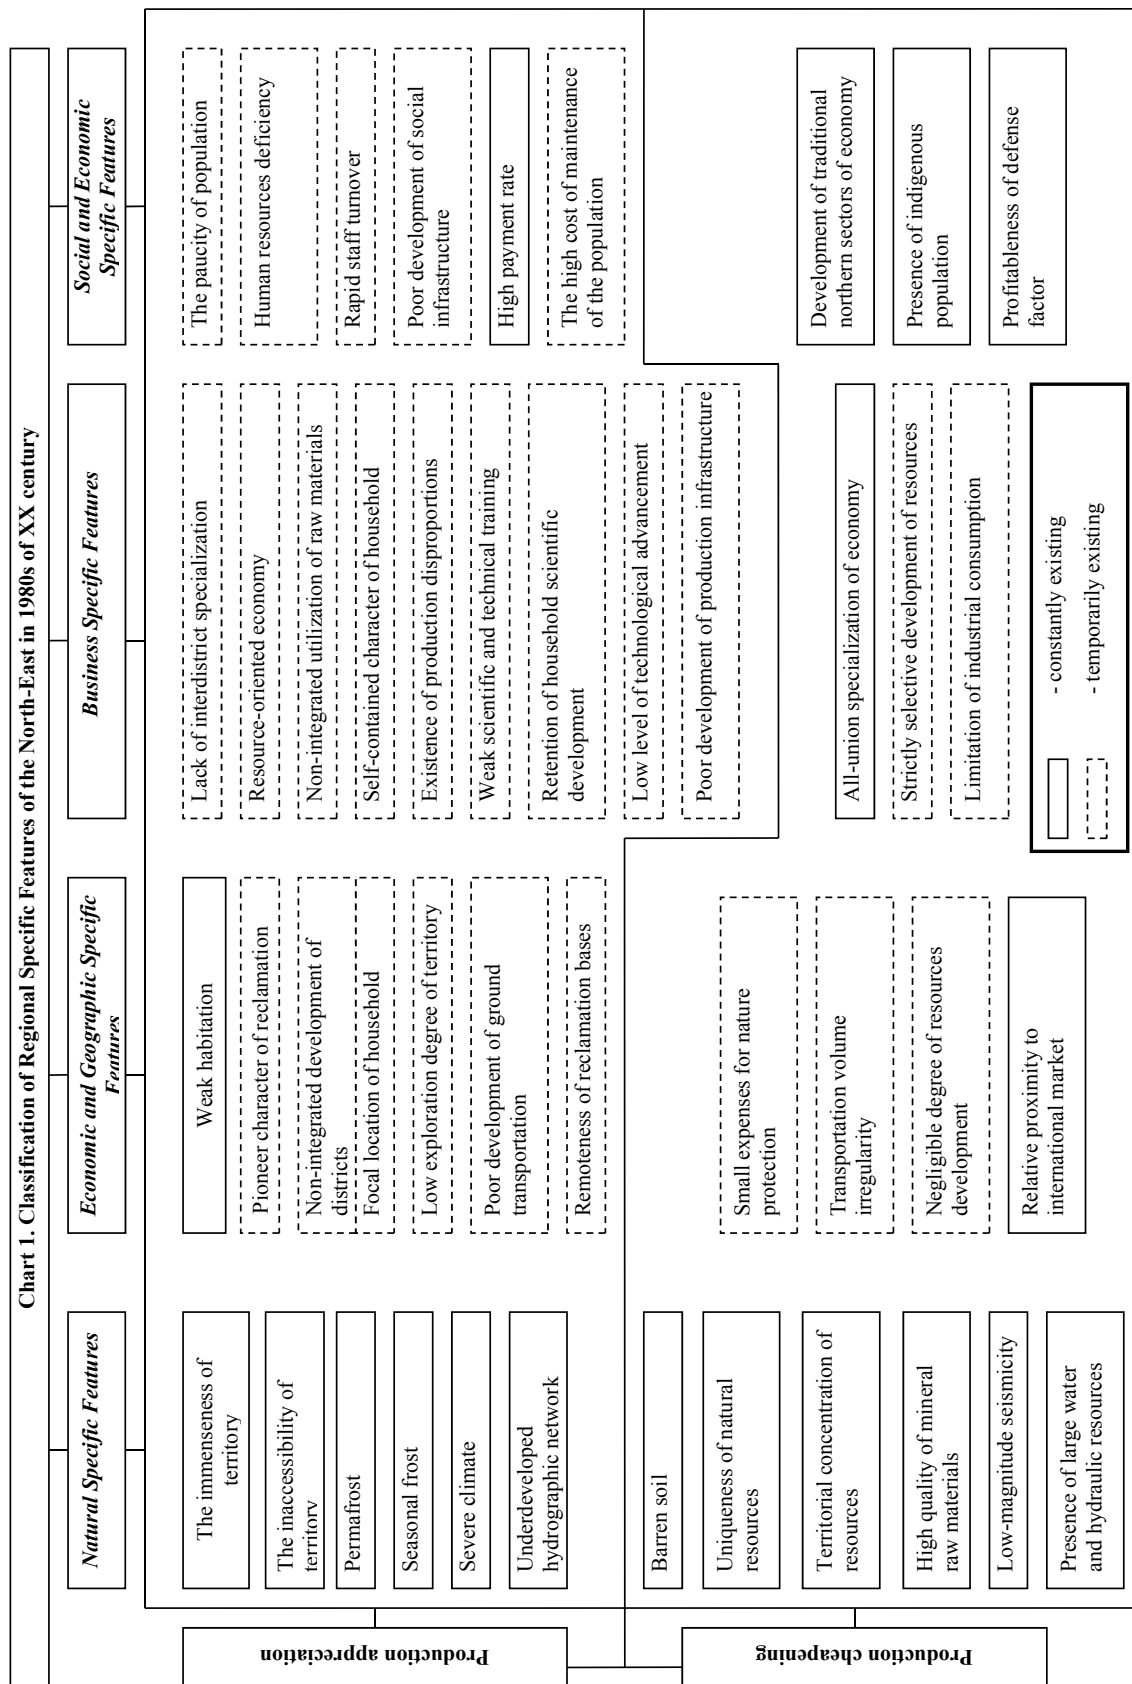 Chart 1. Classification of Regional Specific Features of the North-East in 1980s of XX century
Natural Specific Features
Economic and Geographic Specific
Features
Business Specific Features
Social and Economic
Specific Features
Production appreciation
The immenseness of
territory
The inaccessibility of
territory
Permafrost
Seasonal frost
Severe climate
Underdeveloped
hydrographic network
Weak habitation
Pioneer character of reclamation
Non-integrated development of
districts
Focal location of household
Low exploration degree of territory
Poor development of ground
transportation
Remoteness of reclamation bases
Lack of interdistrict specialization
Resource-oriented economy
Non-integrated utilization of raw materials
Self-contained character of household
Existence of production disproportions
Weak scientific and technical training
Retention of household scientific
development
Low level of technological advancement
Poor development of production infrastructure
The paucity of population
Human resources deficiency
Rapid staff turnover
Poor development of social
infrastructure
High payment rate
The high cost of maintenance
of the population
Production cheapening
Barren soil
Uniqueness of natural
resources
Territorial concentration of
resources
High quality of mineral
raw materials
Low-magnitude seismicity
Presence of large water
and hydraulic resources
Small expenses for nature
protection
Transportation volume
irregularity
Negligible degree of resources
development
Relative proximity to
international market
All-union specialization of economy
Strictly selective development of resources
Limitation of industrial consumption
Development of traditional
northern sectors of economy
Presence of indigenous
population
Profitableness of defense
factor
- constantly existing
- temporarily existing